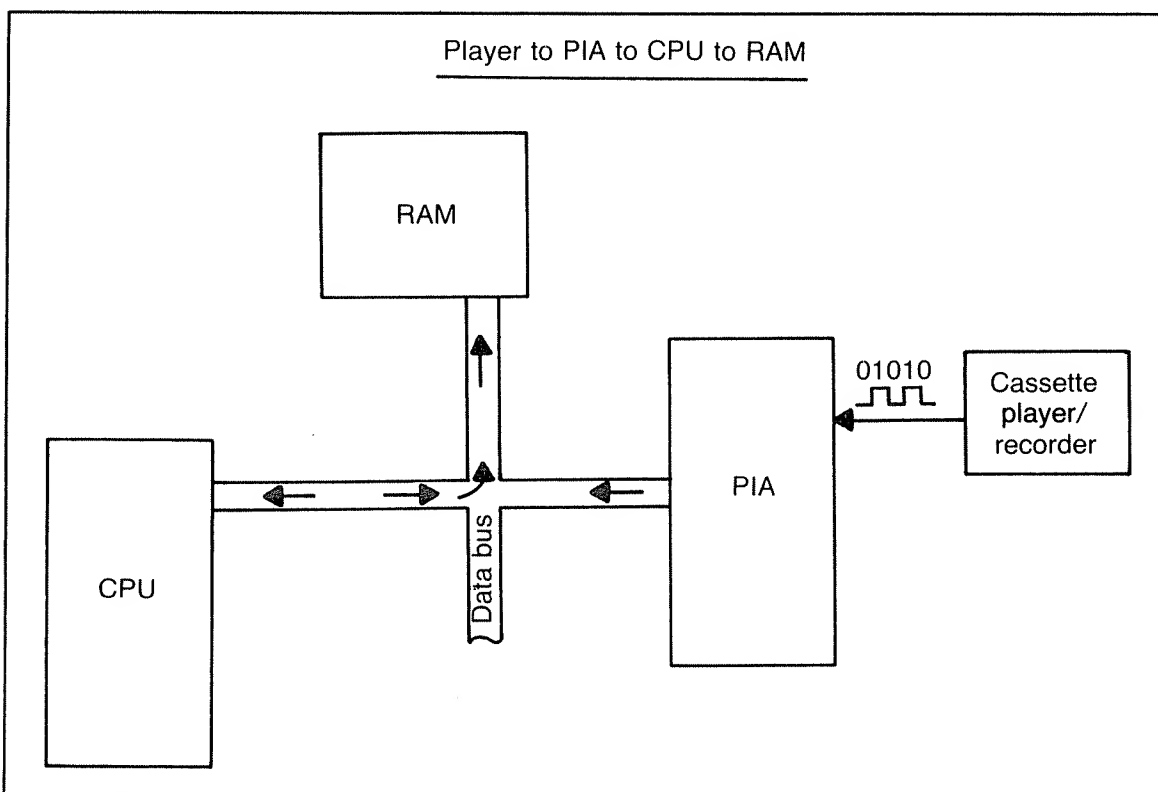 Player to PIA to CPU to RAM
RAM
01010
Cassette
player/
recorder
PIA
CPU
Data bus